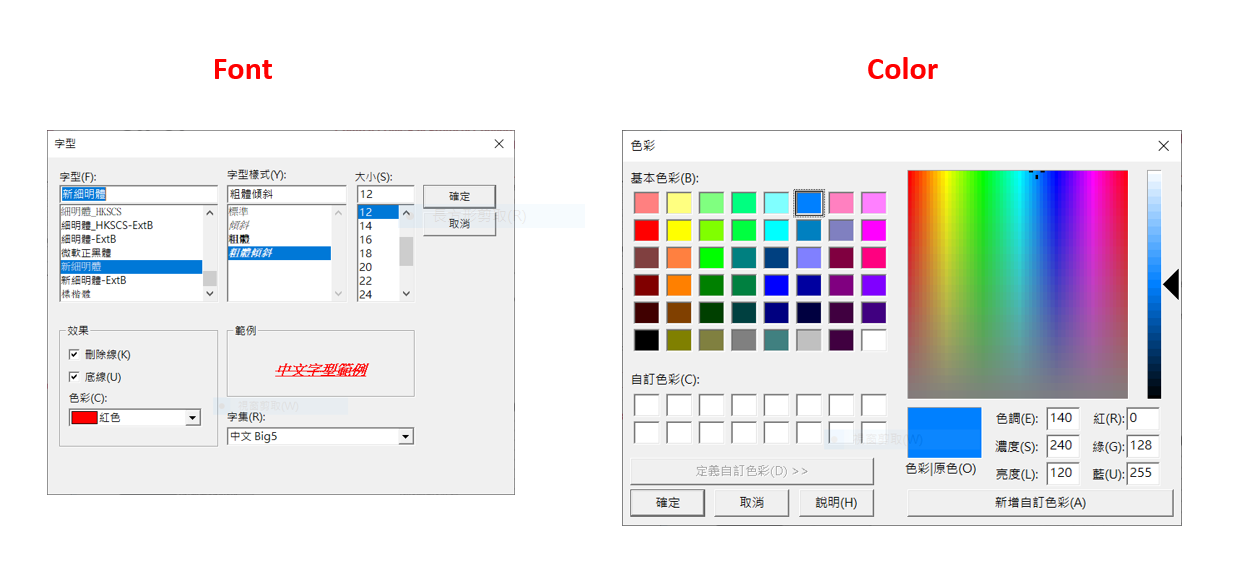 Font
Color
字型
字型(F):
新細明體
細明體_HKSCS
細明體_HKSCS-ExtB
細明體-ExtB
微軟正黑體
新細明體
新細明體-ExtB
標楷體
字型樣式(Y):
粗體傾斜
標準
傾斜
粗體
粗體傾斜
大小(S):
12
12
14
16
18
20
22
24
確定
取消
效果
刪除線(K)
底線(U)
色彩(C):
紅色
範例
中文字型範例
字集(R):
中文 Big5
色彩
基本色彩(B):
自訂色彩(C):
定義自訂色彩(D) >>
確定
取消
說明(H)
色彩|原色(O)
色調(E): 140
濃度(S): 240
亮度(L): 120
紅(R): 0
綠(G): 128
藍(U): 255
新增自訂色彩(A)